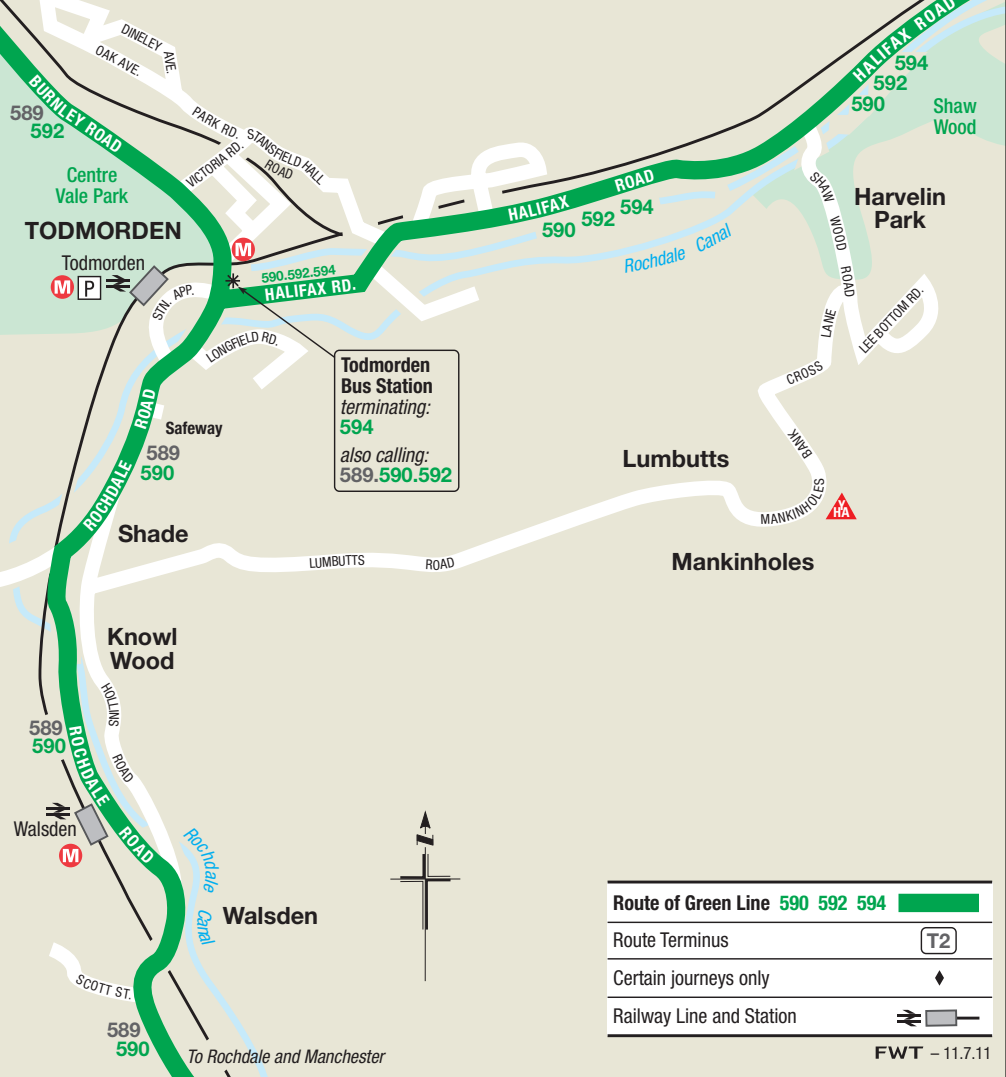 DINELEY AVE.
OAK AVE.
HALIFAX ROAD
594
592
590
BURNLEY ROAD
589
592
PARK RD.
STANSFIELD HALL
ROAD
VICTORIA RD.
Shaw
Wood
Centre
Vale Park
SHAW WOOD ROAD
Harvelin
Park
TODMORDEN
HALIFAX ROAD
590 592 594
Rochdale Canal
M
Todmorden
M P
590.592.594
HALIFAX RD.
STN. APP.
LONGFIELD RD.
LEE BOTTOM RD.
CROSS LANE
Todmorden
Bus Station
terminating:
594
also calling:
589.590.592
ROCHDALE ROAD
Safeway
589
590
BANK
Lumbutts
MANKINHOLES
YHA
Shade
LUMBUTTS ROAD
Mankinholes
Knowl
Wood
HOLLINS ROAD
589
590
ROCHDALE ROAD
Walsden
M
Rochdale Canal
Walsden
N
Route of Green Line 590 592 594
Route Terminus T2
Certain journeys only
Railway Line and Station
SCOTT ST.
589
590
To Rochdale and Manchester
FWT – 11.7.11